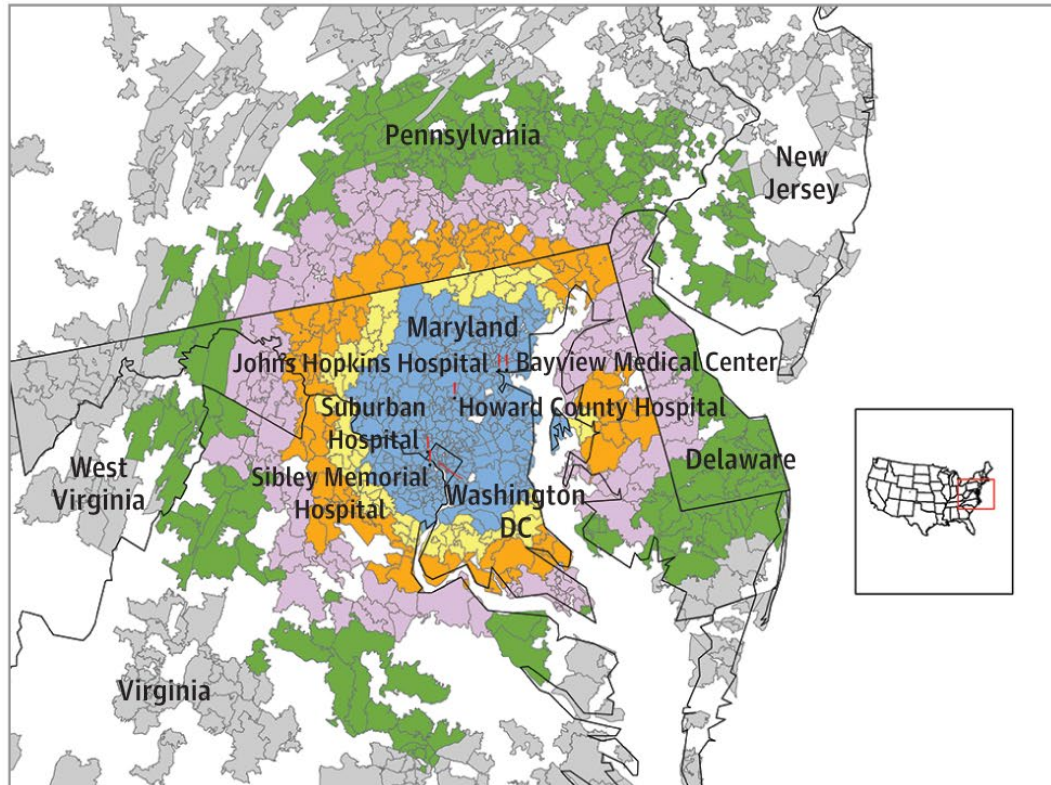 Pennsylvania
New
Jersey
Maryland
Johns Hopkins Hospital
Bayview Medical Center
Suburban
Hospital
Howard County Hospital
West
Virginia
Sibley Memorial
Hospital
Washington
DC
Delaware
Virginia